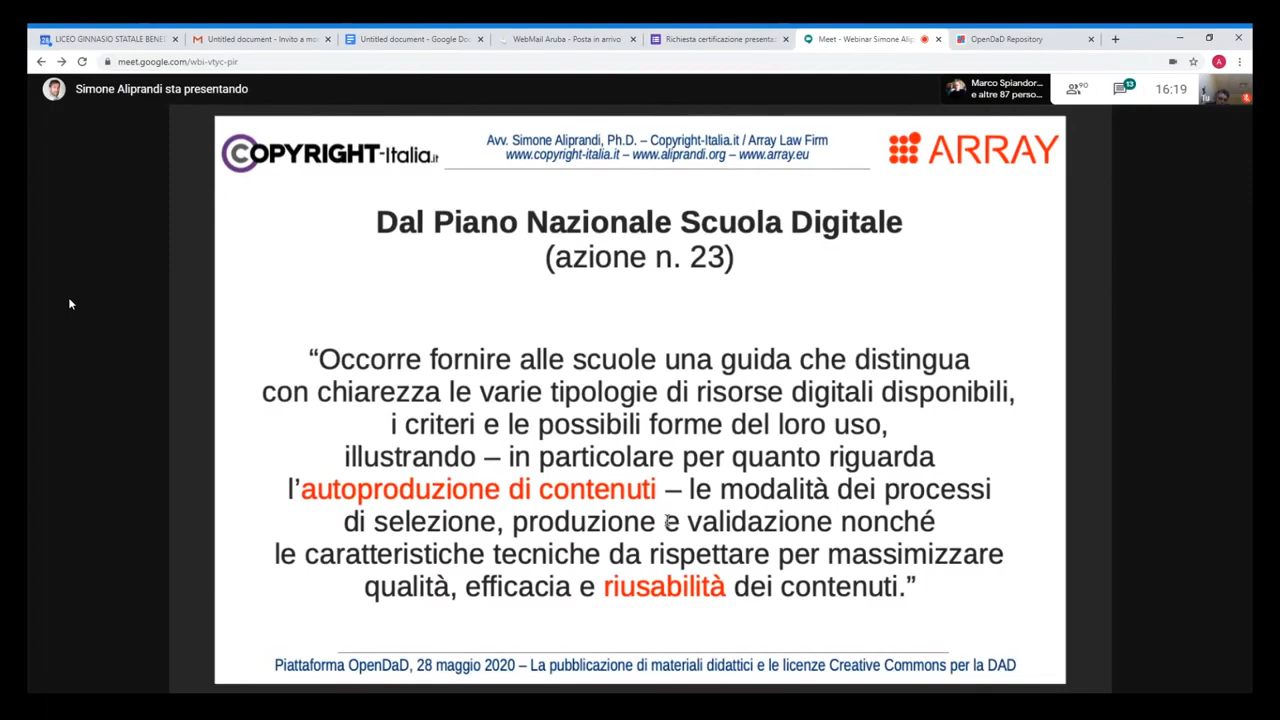 LICEO GINNASIO STATALE BENE
Untitled document - Invito a mo
Untitled document - Google Doc
WebMail Aruba - Posta in arrivo
Richiesta certificazione presenta
Meet - Webinar Simone Alip
OpenDaD Repository
meet.google.com/wbi-vtyc-pir
Simone Aliprandi sta presentando
Marco Spiandor...
e altre 87 perso...
90
13
16:19
Tu
COPYRIGHT-Italia.it
Avv. Simone Aliprandi, Ph.D. – Copyright-Italia.it / Array Law Firm
www.copyright-italia.it – www.aliprandi.org – www.array.eu
ARRAY
Dal Piano Nazionale Scuola Digitale
(azione n. 23)
“Occorre fornire alle scuole una guida che distingua
con chiarezza le varie tipologie di risorse digitali disponibili,
i criteri e le possibili forme del loro uso,
illustrando – in particolare per quanto riguarda
l’autoproduzione di contenuti – le modalità dei processi
di selezione, produzione e validazione nonché
le caratteristiche tecniche da rispettare per massimizzare
qualità, efficacia e riusabilità dei contenuti.”
Piattaforma OpenDaD, 28 maggio 2020 – La pubblicazione di materiali didattici e le licenze Creative Commons per la DAD